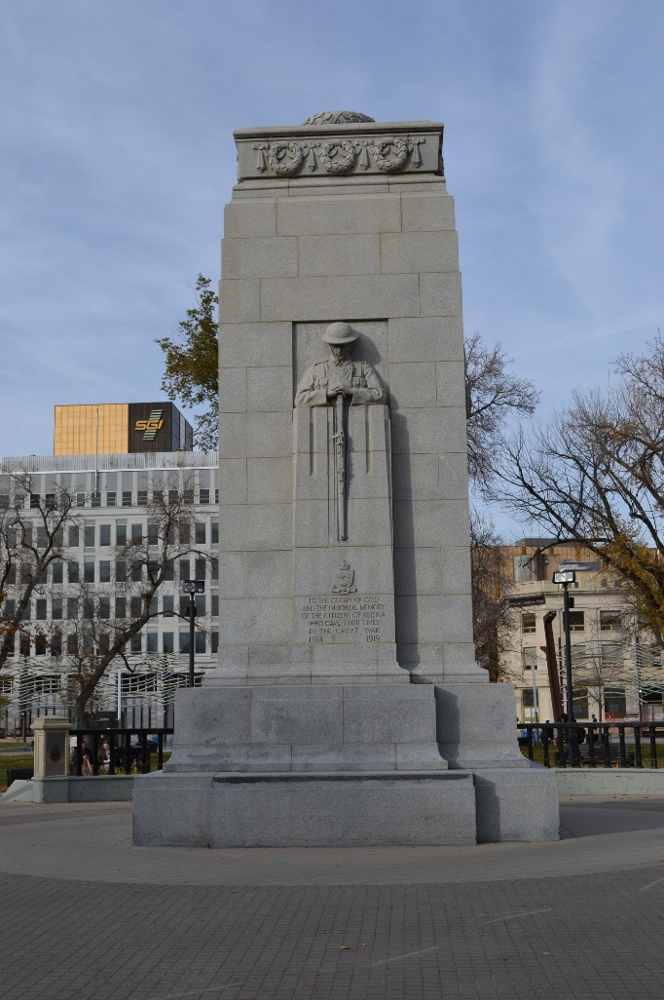 SGI
TO THE GLORY OF GOD
AND THE IMMORTAL MEMORY
OF THE CITIZENS OF REGINA
WHO GAVE THEIR LIVES
IN THE GREAT WAR
1914 1919